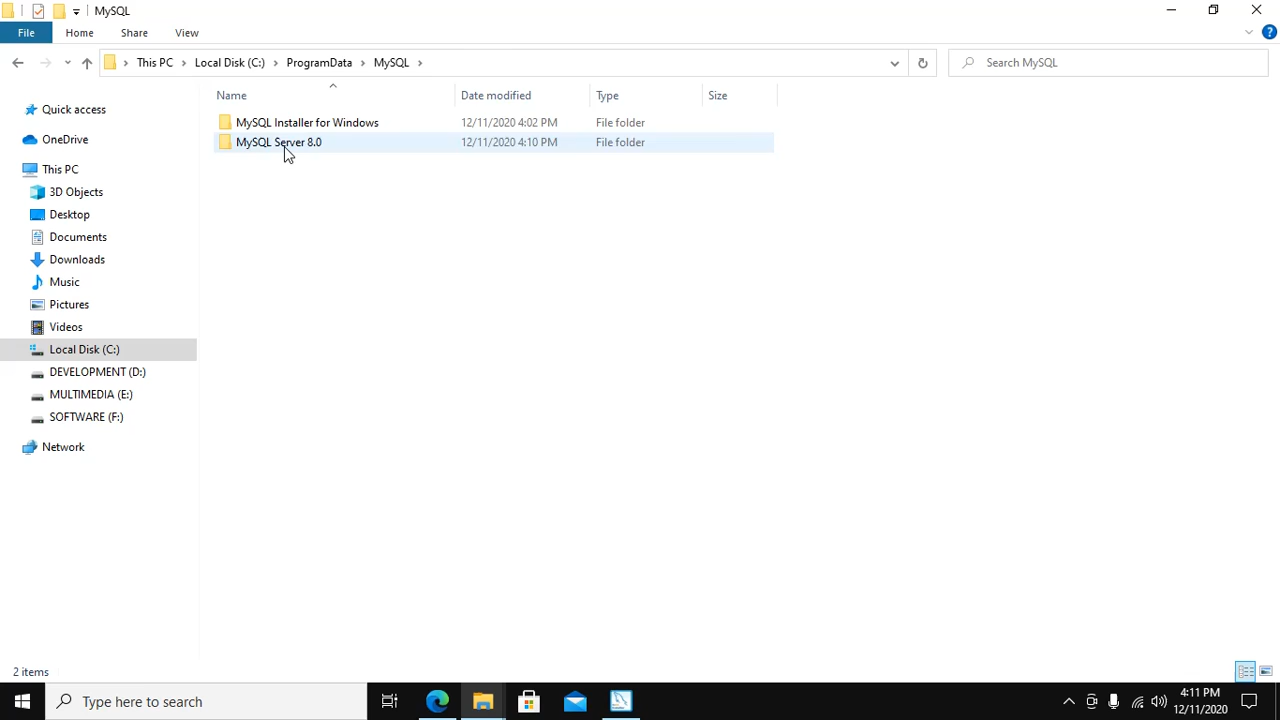 MySQL
File Home Share View
This PC Local Disk (C:) ProgramData MySQL Search MySQL
Name Date modified Type Size
MySQL Installer for Windows 12/11/2020 4:02 PM File folder
MySQL Server 8.0 12/11/2020 4:10 PM File folder
Quick access
OneDrive
This PC
3D Objects
Desktop
Documents
Downloads
Music
Pictures
Videos
Local Disk (C:)
DEVELOPMENT (D:)
MULTIMEDIA (E:)
SOFTWARE (F:)
Network
2 items
Type here to search
4:11 PM
12/11/2020